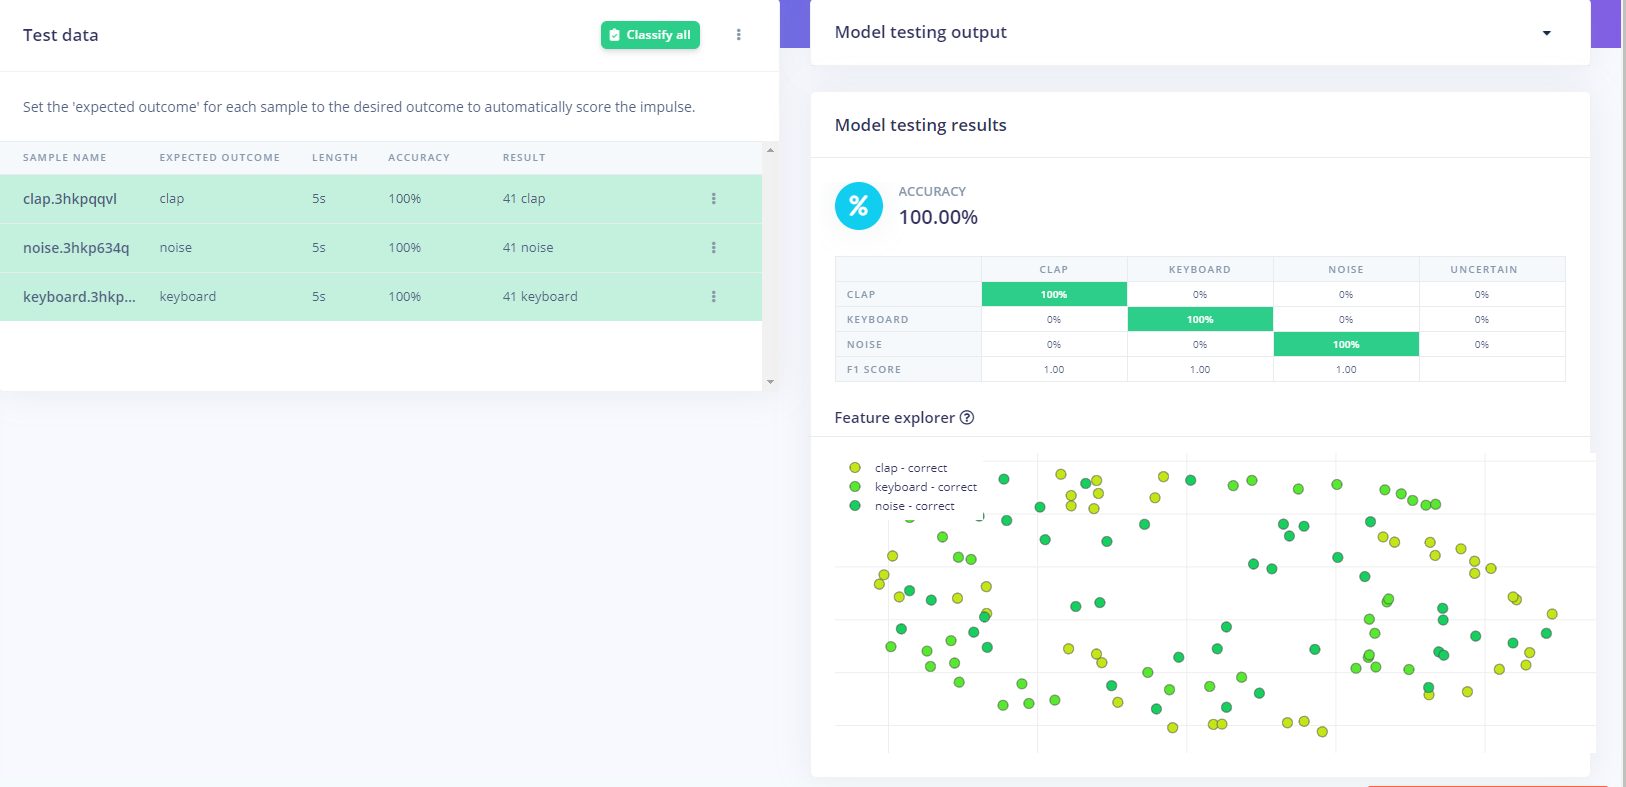 Test data
Classify all
Set the 'expected outcome' for each sample to the desired outcome to automatically score the impulse.
SAMPLE NAME EXPECTED OUTCOME LENGTH ACCURACY RESULT
clap.3hkpqqvl clap 5s 100% 41 clap
noise.3hkp634q noise 5s 100% 41 noise
keyboard.3hkp... keyboard 5s 100% 41 keyboard
Model testing output
Model testing results
%
ACCURACY
100.00%
CLAP KEYBOARD NOISE UNCERTAIN
CLAP 100% 0% 0% 0%
KEYBOARD 0% 100% 0% 0%
NOISE 0% 0% 100% 0%
F1 SCORE 1.00 1.00 1.00
Feature explorer ?
clap - correct
keyboard - correct
noise - correct